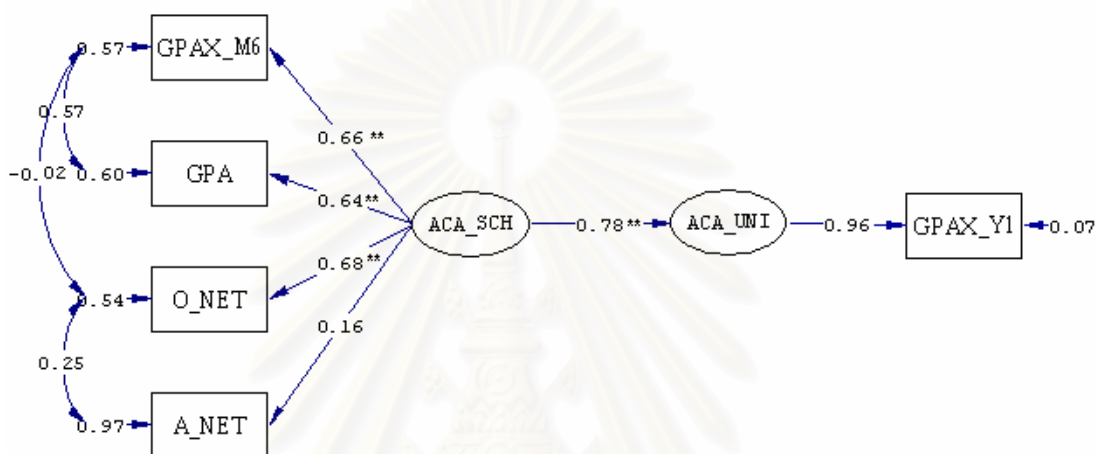 0.57 GPAX_M6
0.57
0.66**
-0.02 0.60 GPA
0.64**
ACA_SCH 0.78** ACA_UNI 0.96 GPAX_Y1 0.07
0.68**
0.54 O_NET
0.16
0.25
0.97 A_NET